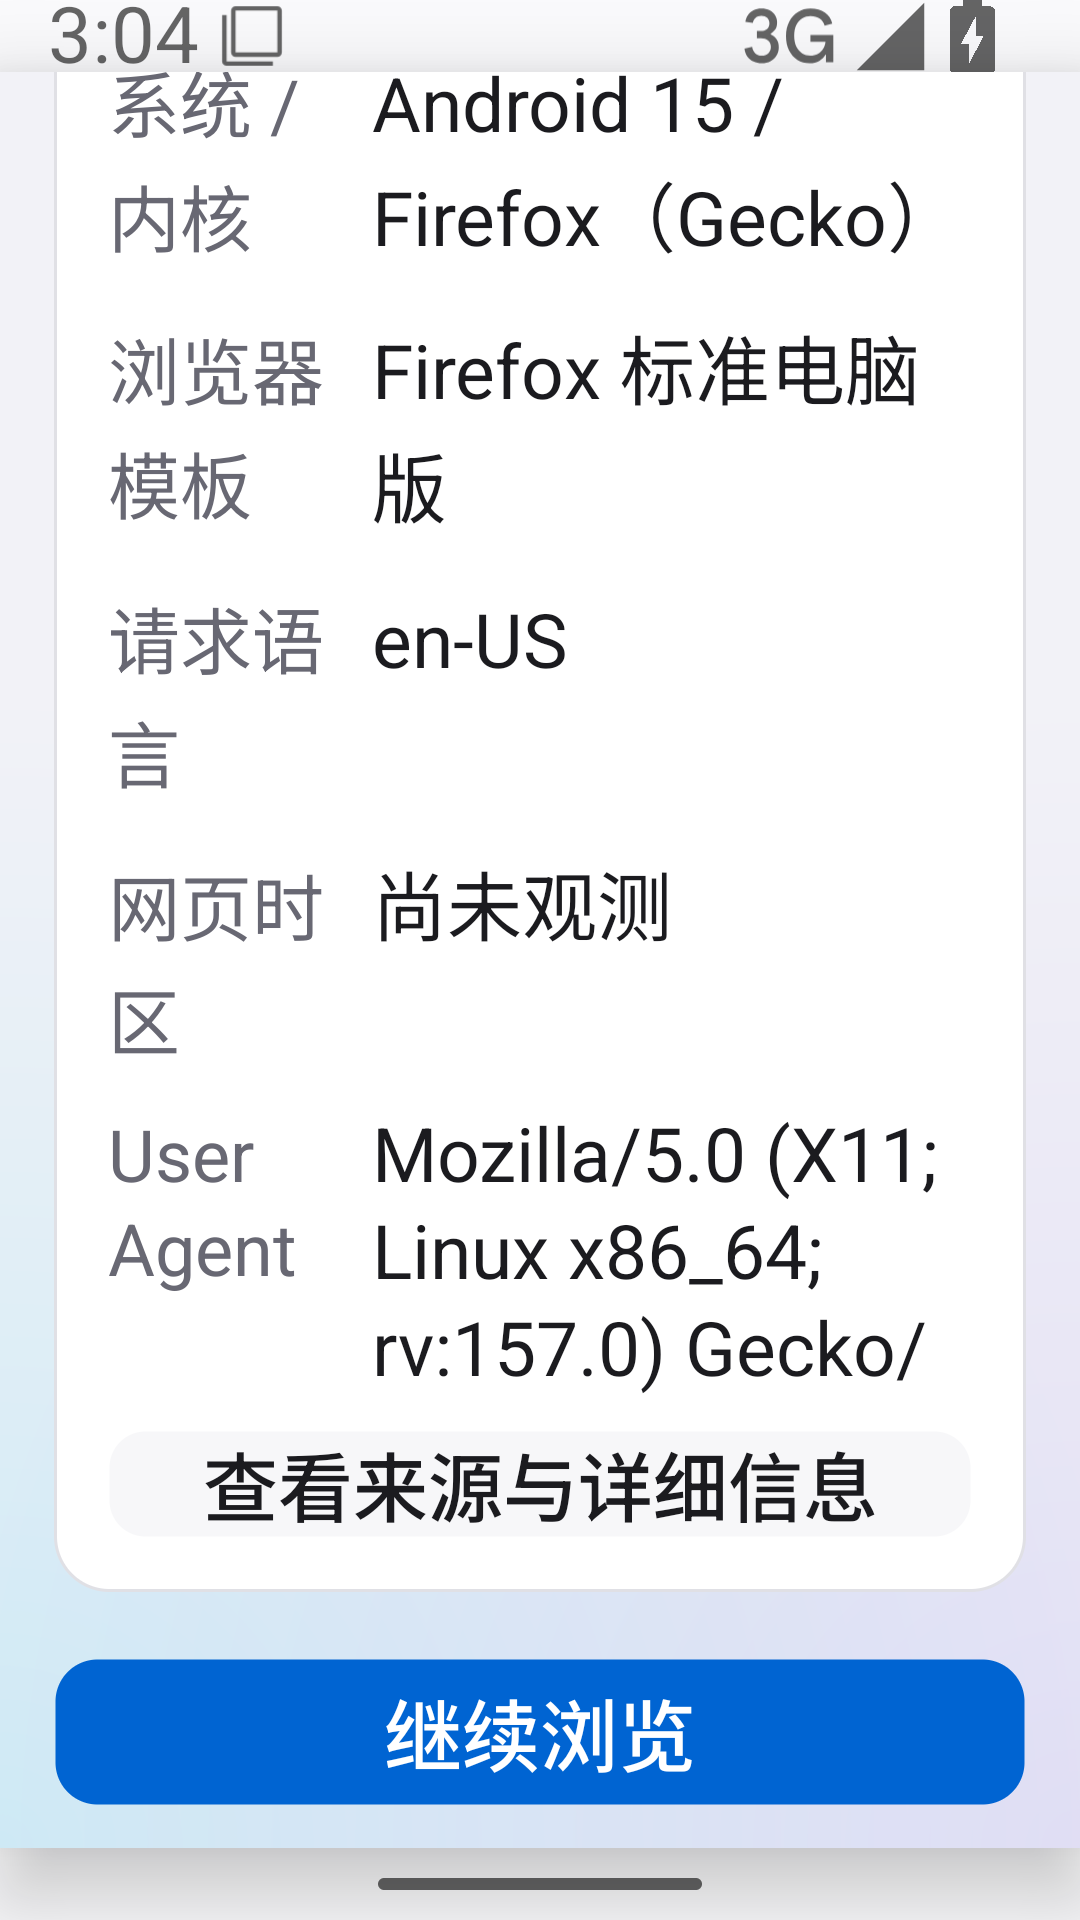 3:04 3G
系统 / Android 15 /
内核 Firefox（Gecko）
浏览器 Firefox 标准电脑
模板 版
请求语 en-US
言
网页时 尚未观测
区
User Mozilla/5.0 (X11;
Agent Linux x86_64;
rv:157.0) Gecko/
查看来源与详细信息
继续浏览